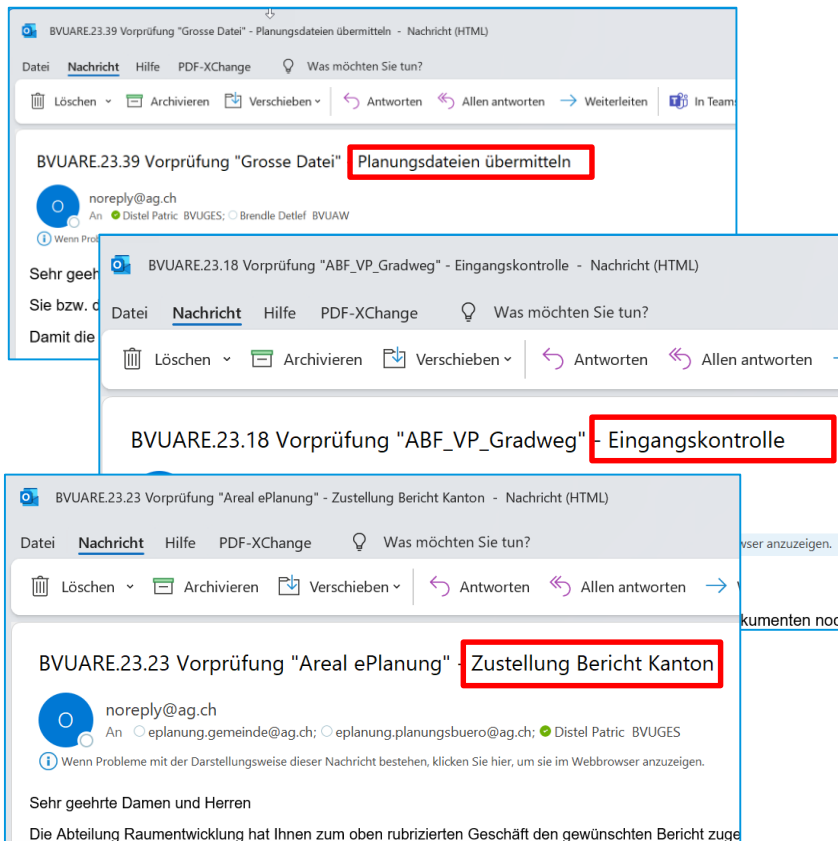 BVUARE.23.39 Vorprüfung "Grosse Datei" - Planungsdateien übermitteln - Nachricht (HTML)
Datei Nachricht Hilfe PDF-XChange Was möchten Sie tun?
Löschen Archivieren Verschieben Antworten Allen antworten Weiterleiten In Teams
BVUARE.23.39 Vorprüfung "Grosse Datei" Planungsdateien übermitteln
O
noreply@ag.ch
An Distel Patric BVUGES; Brendle Detlef BVUAW
Wenn
Sehr
Sie bzw.
Damit die
BVUARE.23.18 Vorprüfung "ABF_VP_Gradweg" - Eingangskontrolle - Nachricht (HTML)
Datei Nachricht Hilfe PDF-XChange Was möchten Sie tun?
Löschen Archivieren Verschieben Antworten Allen antworten
BVUARE.23.18 Vorprüfung "ABF_VP_Gradweg" - Eingangskontrolle
anzuzeigen.
BVUARE.23.23 Vorprüfung "Areal ePlanung" - Zustellung Bericht Kanton - Nachricht (HTML)
Datei Nachricht Hilfe PDF-XChange Was möchten Sie tun?
Löschen Archivieren Verschieben Antworten Allen antworten
BVUARE.23.23 Vorprüfung "Areal ePlanung" - Zustellung Bericht Kanton
O
noreply@ag.ch
An eplanung.gemeinde@ag.ch; eplanung.planungsbuero@ag.ch; Distel Patric BVUGES
Wenn Probleme mit der Darstellungsweise dieser Nachricht bestehen, klicken Sie hier, um sie im Webbrowser anzuzeigen.
Sehr geehrte Damen und Herren
Die Abteilung Raumentwicklung hat Ihnen zum oben rubrizierten Geschäft den gewünschten Bericht